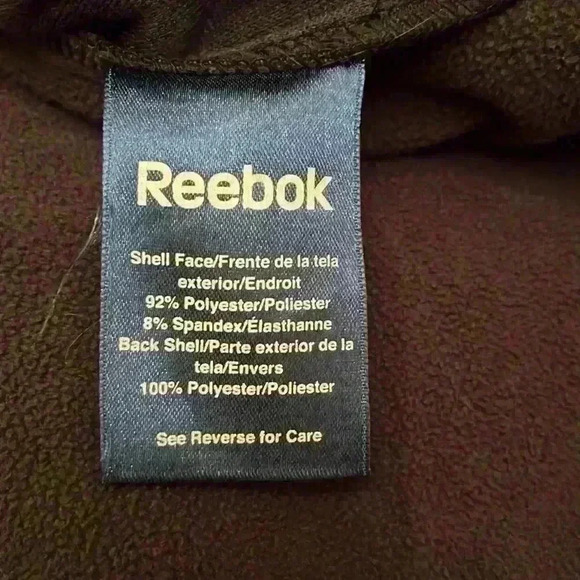 Reebok
Shell Face/Frente de la tela
exterior/Endroit
92% Polyester/Poliester
8% Spandex/Élasthanne
Back Shell/Parte exterior de la
tela/Envers
100% Polyester/Poliester
See Reverse for Care